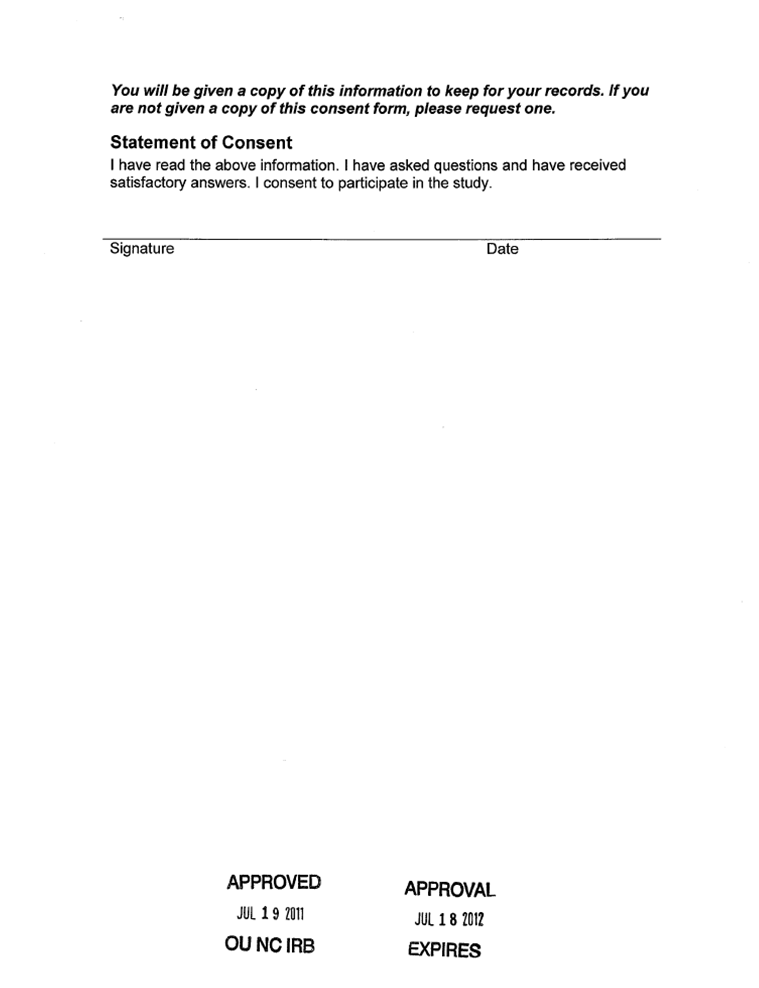 You will be given a copy of this information to keep for your records. If you
are not given a copy of this consent form, please request one.
Statement of Consent
I have read the above information. I have asked questions and have received
satisfactory answers. I consent to participate in the study.
Signature Date
APPROVED
JUL 19 2011
OU NC IRB
APPROVAL
JUL 18 2012
EXPIRES